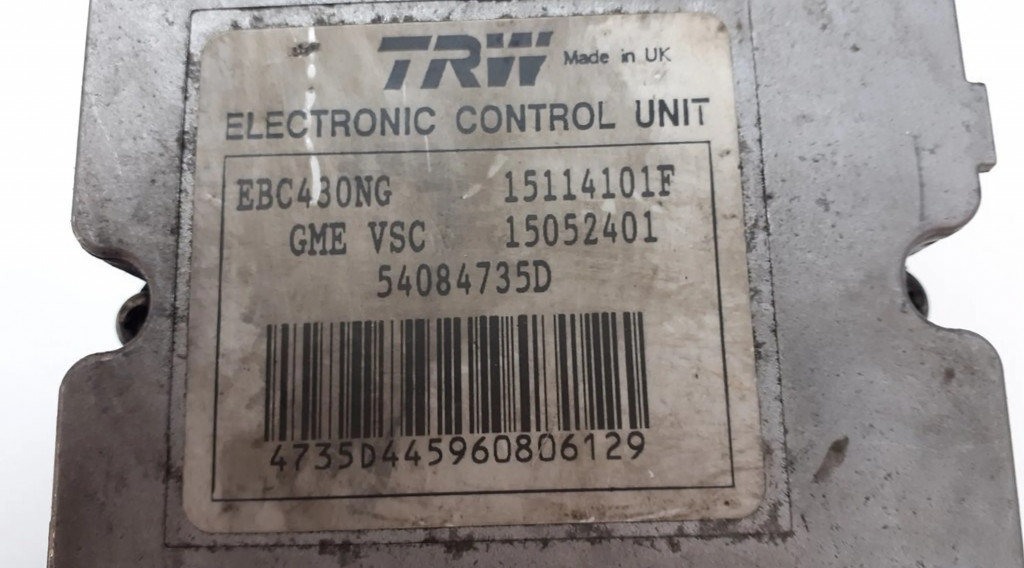 TRW Made in UK
ELECTRONIC CONTROL UNIT
EBC430NG 15114101F
GME VSC 15052401
54084735D
4735D445960806129